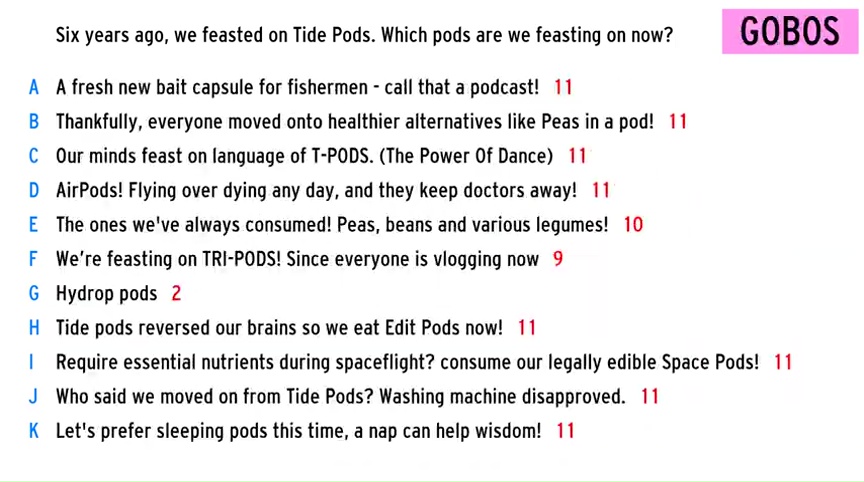 Six years ago, we feasted on Tide Pods. Which pods are we feasting on now?
GOBOS
A A fresh new bait capsule for fishermen - call that a podcast! 11
B Thankfully, everyone moved onto healthier alternatives like Peas in a pod! 11
C Our minds feast on language of T-PODS. (The Power Of Dance) 11
D AirPods! Flying over dying any day, and they keep doctors away! 11
E The ones we've always consumed! Peas, beans and various legumes! 10
F We're feasting on TRI-PODS! Since everyone is vlogging now 9
G Hydrop pods 2
H Tide pods reversed our brains so we eat Edit Pods now! 11
I Require essential nutrients during spaceflight? consume our legally edible Space Pods! 11
J Who said we moved on from Tide Pods? Washing machine disapproved. 11
K Let's prefer sleeping pods this time, a nap can help wisdom! 11